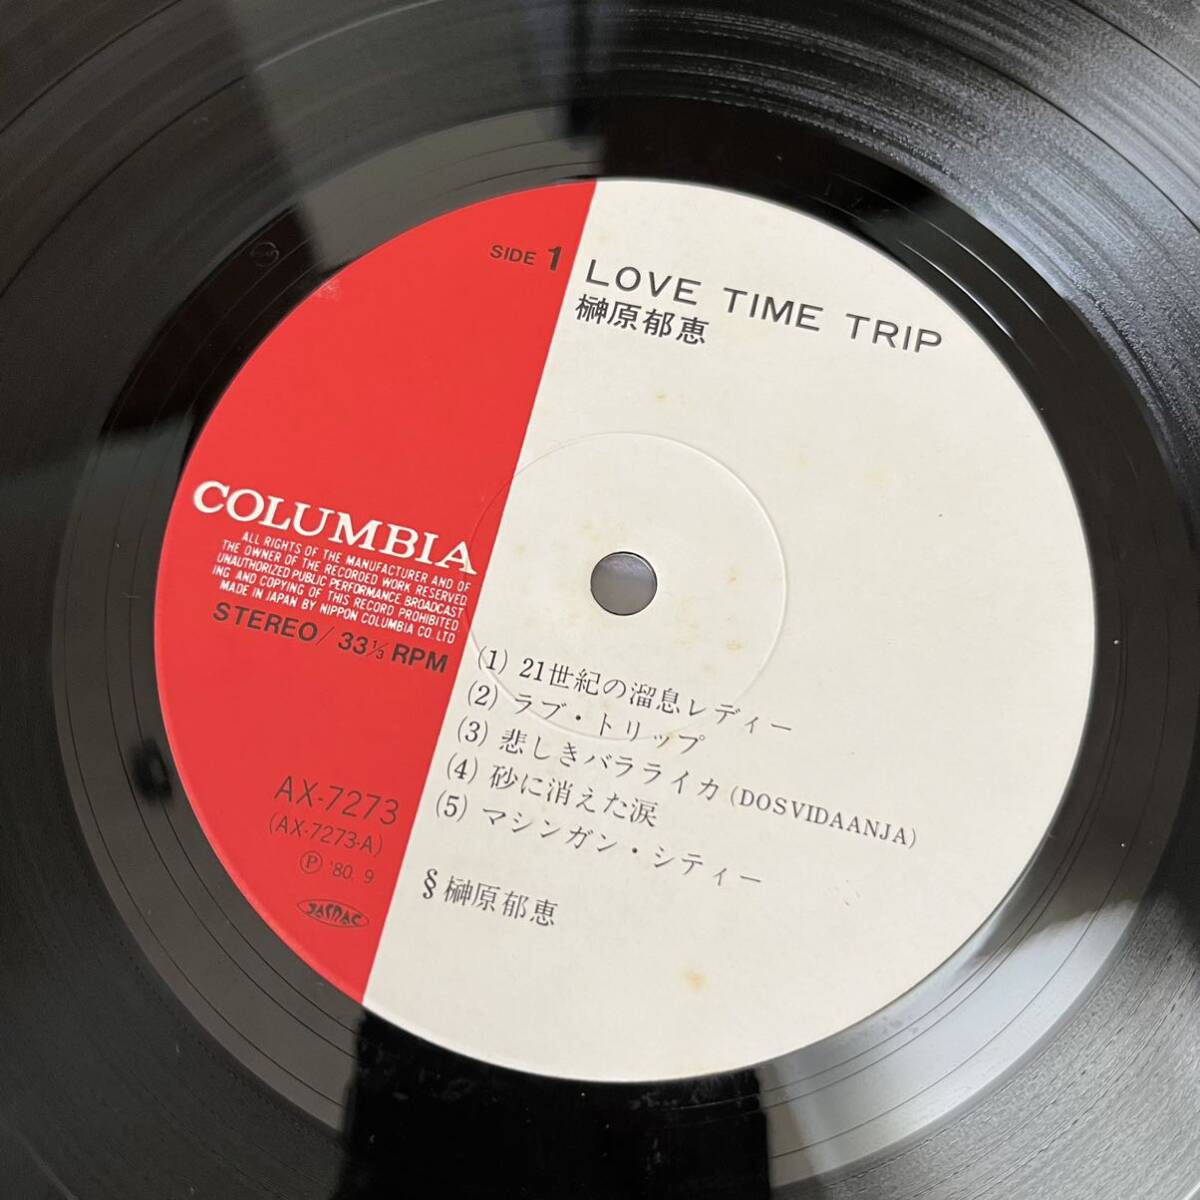 SIDE 1
LOVE TIME TRIP
榊原郁恵
COLUMBIA
ALL RIGHTS OF THE MANUFACTURER AND OF
THE OWNER OF THE RECORDED WORK RESERVED
UNAUTHORIZED PUBLIC PERFORMANCE BROADCAST
ING AND COPYING OF THIS RECORD PROHIBITED
MADE IN JAPAN BY NIPPON COLUMBIA CO. LTD
STEREO/33⅓ RPM
(1) 21世紀の溜息レディー
(2) ラブ・トリップ
(3) 悲しきバラライカ (DOSVIDAANJA)
(4) 砂に消えた涙
(5) マシンガン・シティー
§ 榊原郁恵
AX-7273
(AX-7273-A)
Ⓟ '80. 9
JASRAC